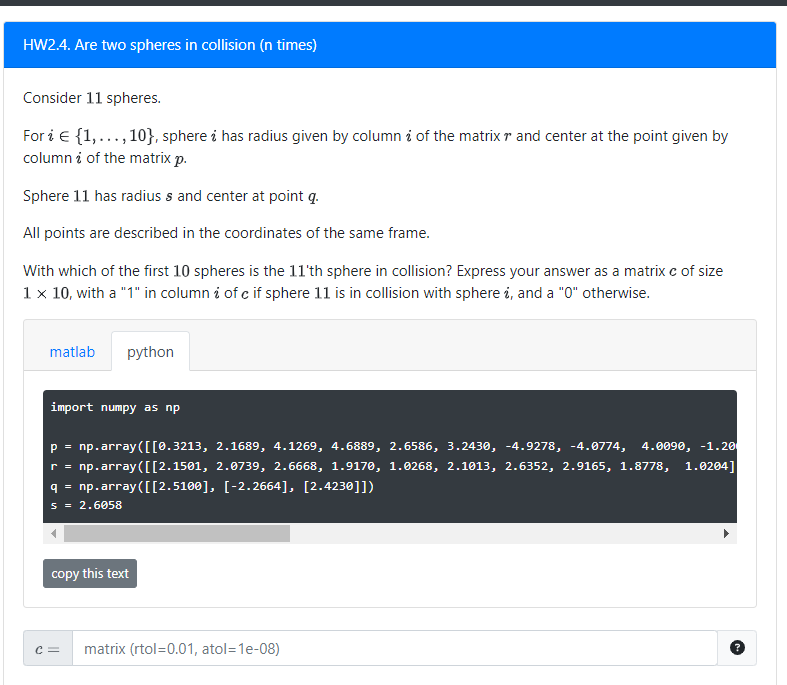 HW2.4. Are two spheres in collision (n times)
Consider 11 spheres.
For i ∈ {1, . . . , 10}, sphere i has radius given by column i of the matrix r and center at the point given by
column i of the matrix p.
Sphere 11 has radius s and center at point q.
All points are described in the coordinates of the same frame.
With which of the first 10 spheres is the 11'th sphere in collision? Express your answer as a matrix c of size
1 × 10, with a "1" in column i of c if sphere 11 is in collision with sphere i, and a "0" otherwise.
matlab python
import numpy as np
p = np.array([[0.3213, 2.1689, 4.1269, 4.6889, 2.6586, 3.2430, -4.9278, -4.0774,  4.0090, -1.20
r = np.array([[2.1501, 2.0739, 2.6668, 1.9170, 1.0268, 2.1013, 2.6352, 2.9165, 1.8778,  1.0204]
q = np.array([[2.5100], [-2.2664], [2.4230]])
s = 2.6058
copy this text
c = matrix (rtol=0.01, atol=1e-08) ?